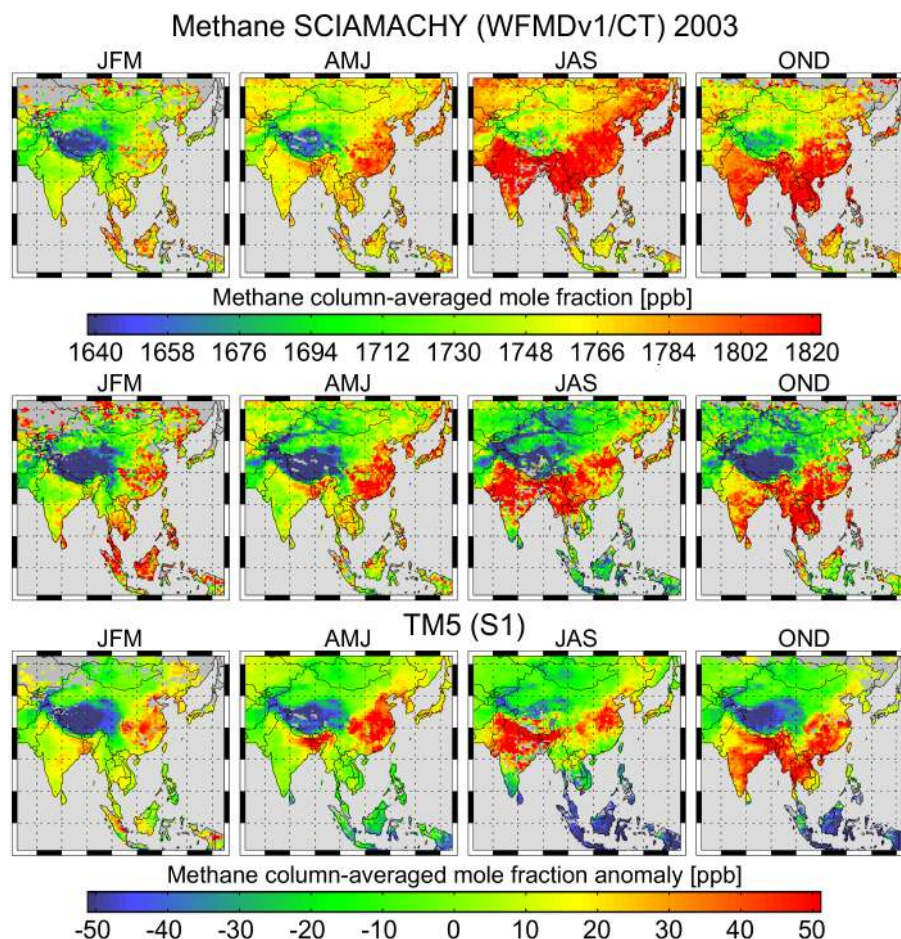 Methane SCIAMACHY (WFMDv1/CT) 2003
JFM AMJ JAS OND
Methane column-averaged mole fraction [ppb]
1640 1658 1676 1694 1712 1730 1748 1766 1784 1802 1820
JFM AMJ JAS OND
TM5 (S1)
JFM AMJ JAS OND
Methane column-averaged mole fraction anomaly [ppb]
-50 -40 -30 -20 -10 0 10 20 30 40 50